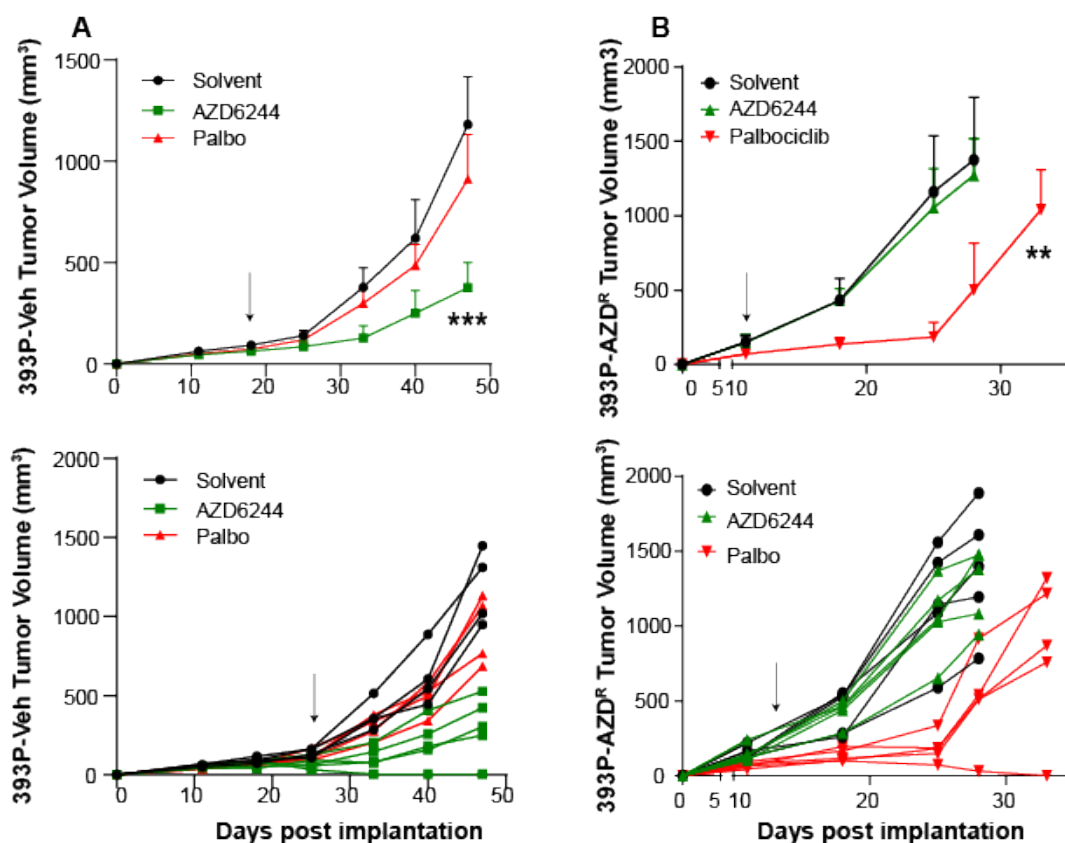 A
393P-Veh Tumor Volume (mm³)
1500
1000
500
0
Solvent
AZD6244
Palbo
***
0 10 20 30 40 50
B
393P-AZDᴿ Tumor Volume (mm3)
2000
1500
1000
500
0
Solvent
AZD6244
Palbociclib
**
0 5 10 20 30
393P-Veh Tumor Volume (mm³)
2000
1500
1000
500
0
Solvent
AZD6244
Palbo
0 10 20 30 40 50
Days post implantation
393P-AZDᴿ Tumor Volume (mm³)
2000
1500
1000
500
0
Solvent
AZD6244
Palbo
0 5 10 20 30
Days post implantation